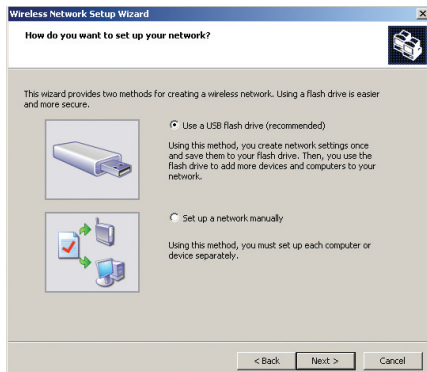 Wireless Network Setup Wizard
How do you want to set up your network?
This wizard provides two methods for creating a wireless network. Using a flash drive is easier
and more secure.
Use a USB flash drive (recommended)
Using this method, you create network settings once
and save them to your flash drive. Then, you use the
flash drive to add more devices and computers to your
network.
Set up a network manually
Using this method, you must set up each computer or
device separately.
< Back
Next >
Cancel